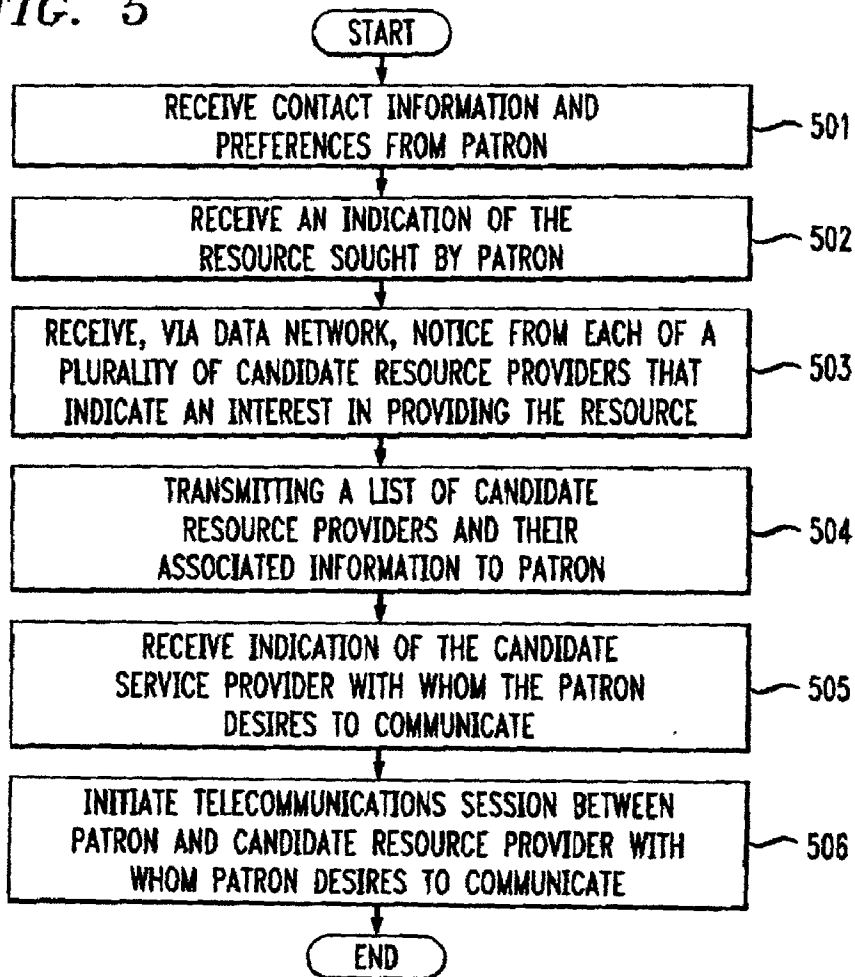 FIG. 5
START
RECEIVE CONTACT INFORMATION AND
PREFERENCES FROM PATRON
501
RECEIVE AN INDICATION OF THE
RESOURCE SOUGHT BY PATRON
502
RECEIVE, VIA DATA NETWORK, NOTICE FROM EACH OF A
PLURALITY OF CANDIDATE RESOURCE PROVIDERS THAT
INDICATE AN INTEREST IN PROVIDING THE RESOURCE
503
TRANSMITTING A LIST OF CANDIDATE
RESOURCE PROVIDERS AND THEIR
ASSOCIATED INFORMATION TO PATRON
504
RECEIVE INDICATION OF THE CANDIDATE
SERVICE PROVIDER WITH WHOM THE PATRON
DESIRES TO COMMUNICATE
505
INITIATE TELECOMMUNICATIONS SESSION BETWEEN
PATRON AND CANDIDATE RESOURCE PROVIDER WITH
WHOM PATRON DESIRES TO COMMUNICATE
506
END